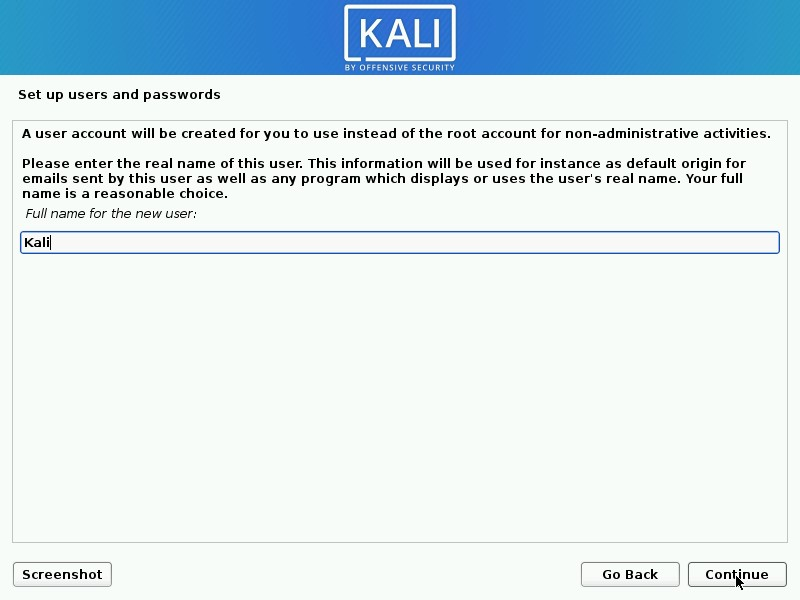 KALI
BY OFFENSIVE SECURITY
Set up users and passwords
A user account will be created for you to use instead of the root account for non-administrative activities.
Please enter the real name of this user. This information will be used for instance as default origin for
emails sent by this user as well as any program which displays or uses the user's real name. Your full
name is a reasonable choice.
Full name for the new user:
Kali
Screenshot
Go Back
Continue